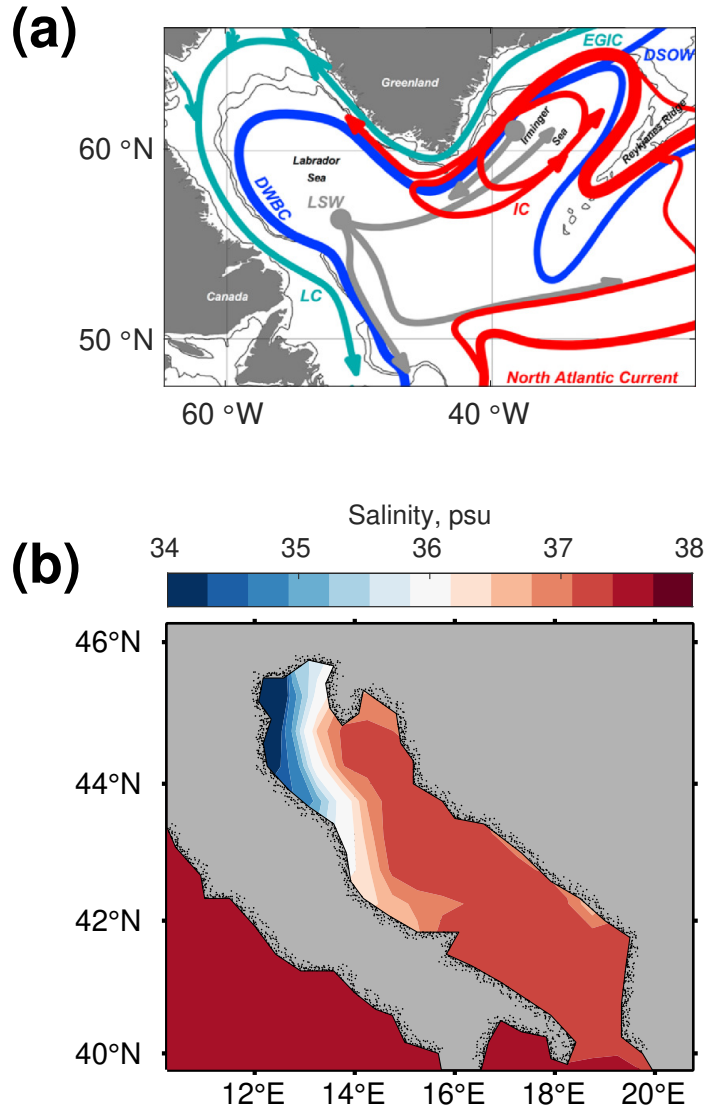 (a)
EGIC
DSOW
Greenland
Irminger
Sea
Reykjanes Ridge
60 °N
Labrador
Sea
DWBC
LSW
IC
LC
Canada
50 °N
North Atlantic Current
60 °W
40 °W
Salinity, psu
(b)
34
35
36
37
38
46°N
44°N
42°N
40°N
12°E
14°E
16°E
18°E
20°E